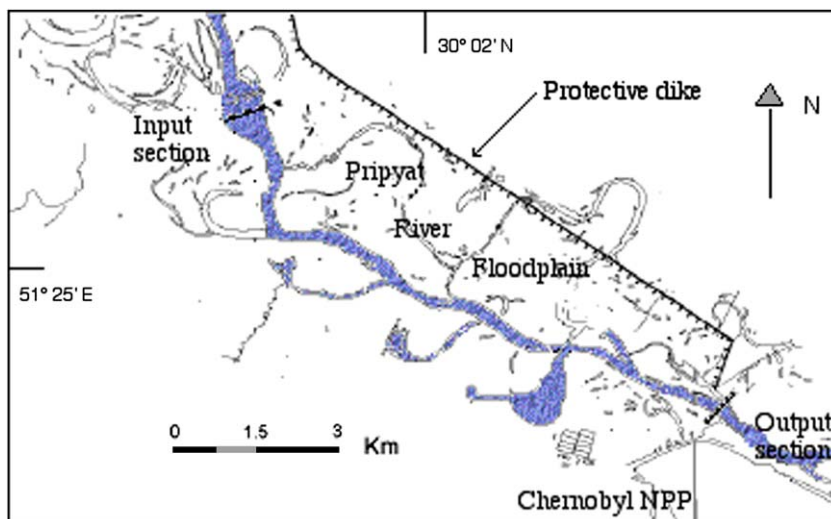 30° 02' N
Protective dike
N
Input
section
Pripyat
River
Floodplain
51° 25' E
0 1.5 3
Km
Output
section
Chernobyl NPP